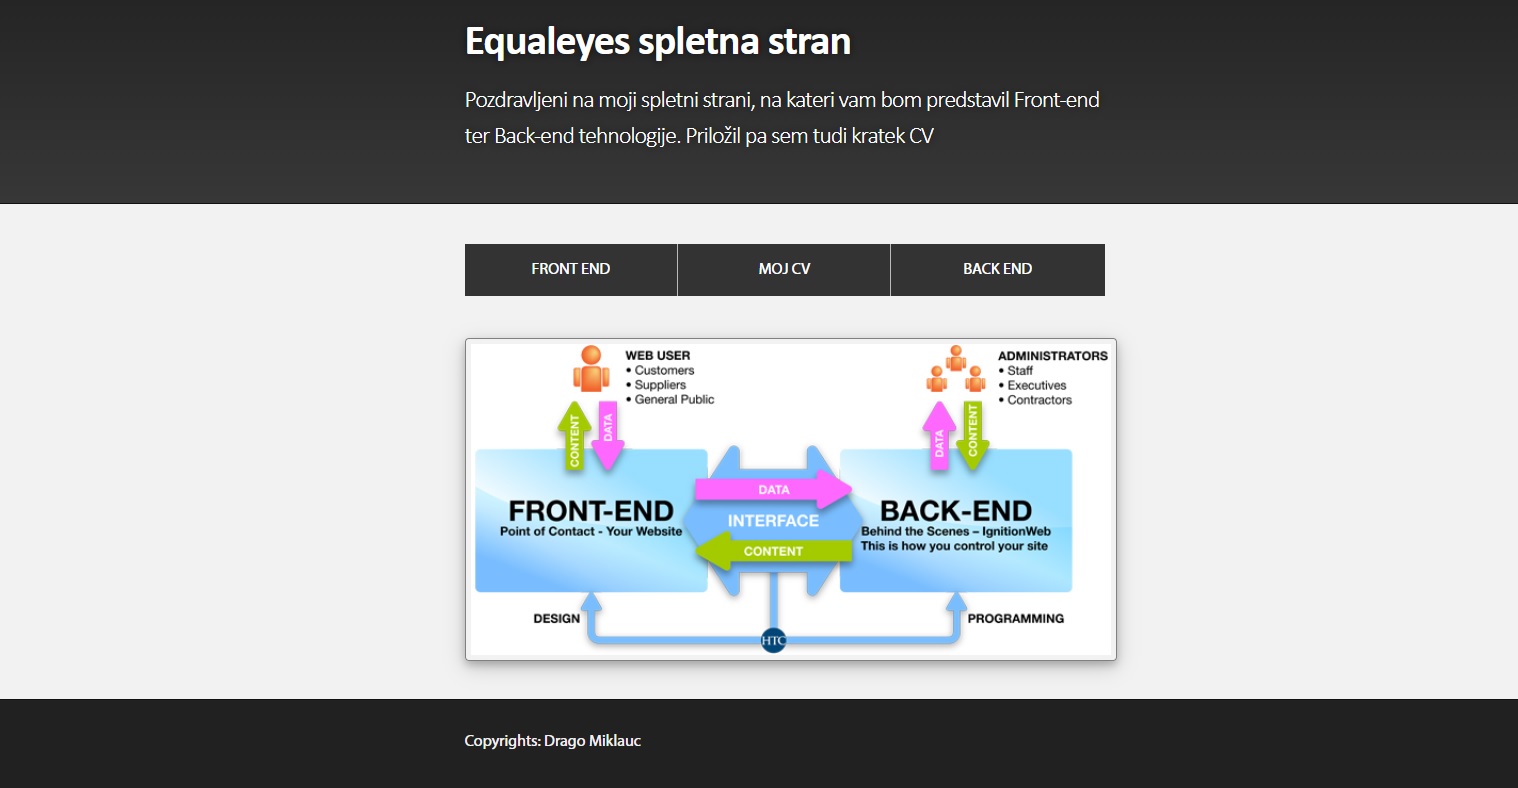 Equaleyes spletna stran
Pozdravljeni na moji spletni strani, na kateri vam bom predstavil Front-end
ter Back-end tehnologije. Priložil pa sem tudi kratek CV
FRONT END
MOJ CV
BACK END
WEB USER
• Customers
• Suppliers
• General Public
ADMINISTRATORS
• Staff
• Executives
• Contractors
CONTENT
DATA
DATA
CONTENT
FRONT-END
Point of Contact - Your Website
DATA
INTERFACE
CONTENT
BACK-END
Behind the Scenes – IgnitionWeb
This is how you control your site
DESIGN
HTC
PROGRAMMING
Copyrights: Drago Miklauc